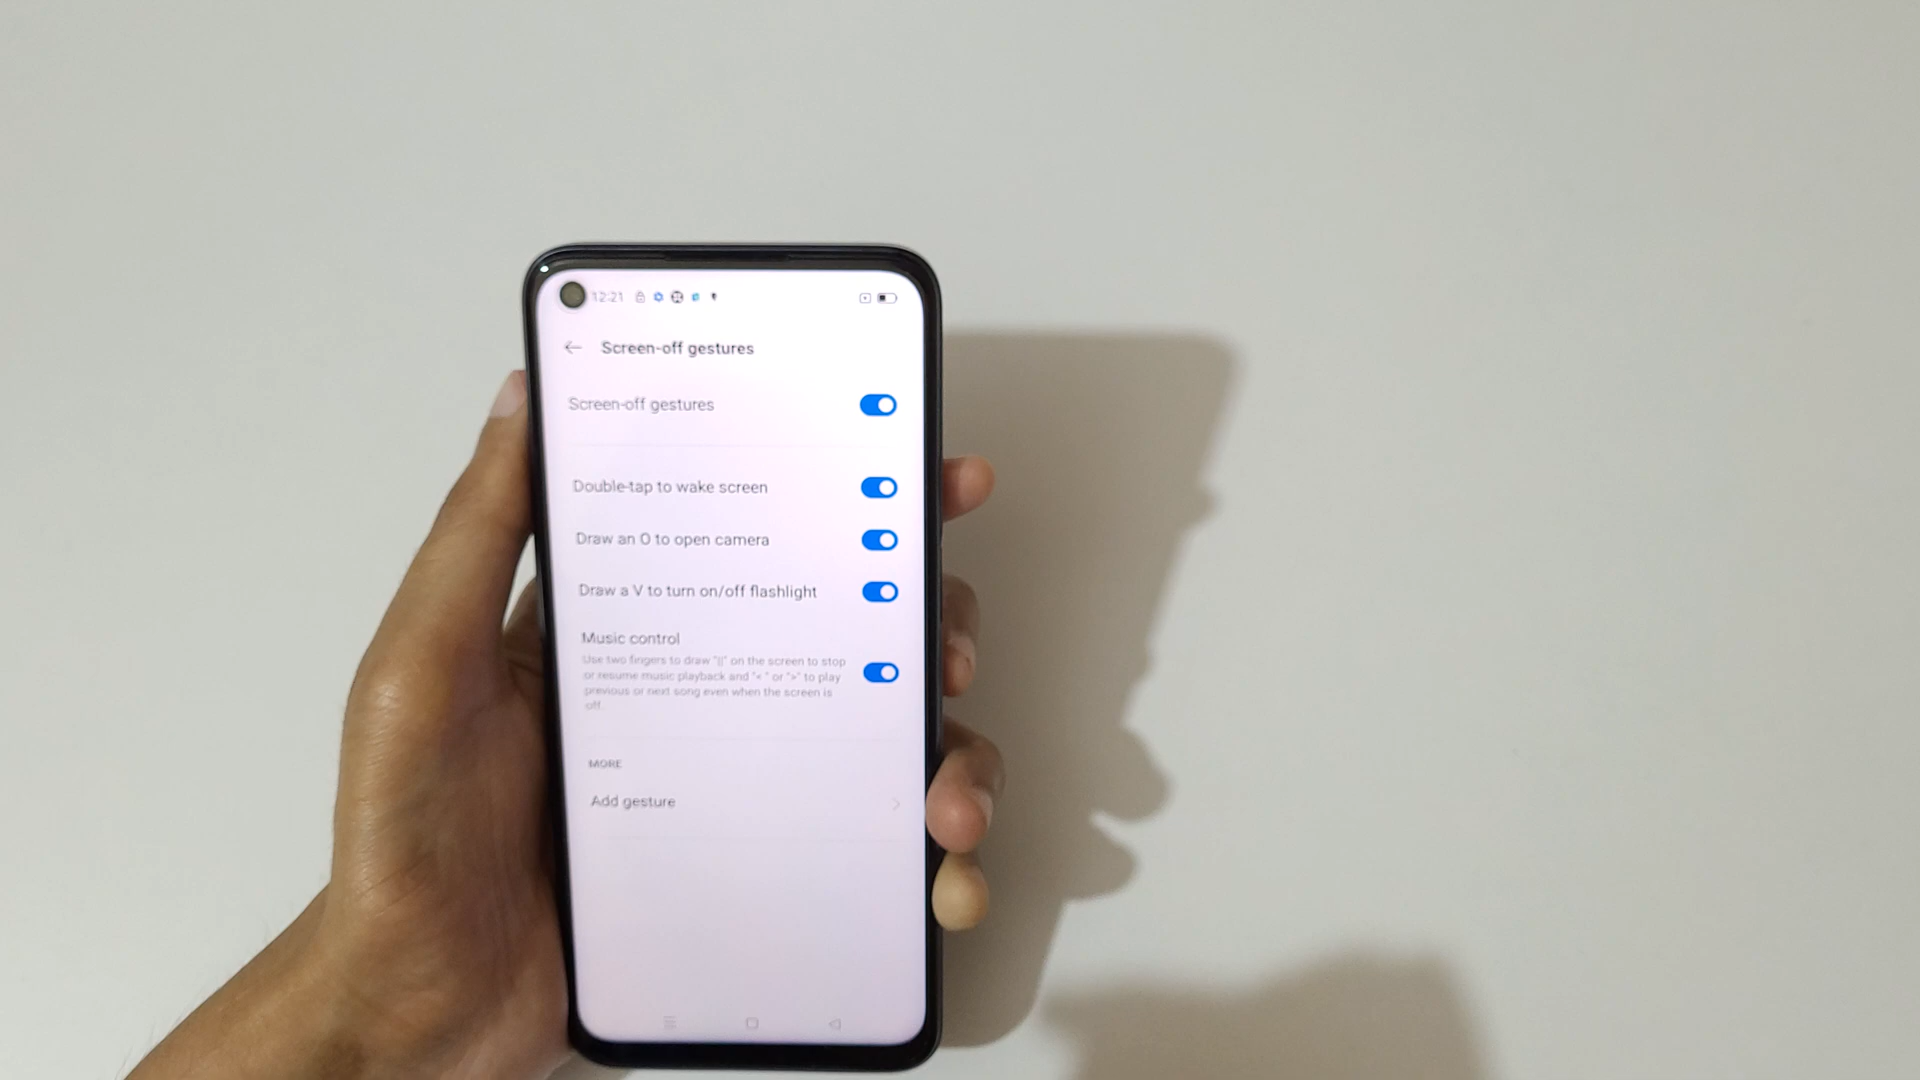 12:21
Screen-off gestures
Screen-off gestures
Double-tap to wake screen
Draw an O to open camera
Draw a V to turn on/off flashlight
Music control
Use two fingers to draw "||" on the screen to stop
or resume music playback and "<" or ">" to play
previous or next song even when the screen is
off.
MORE
Add gesture